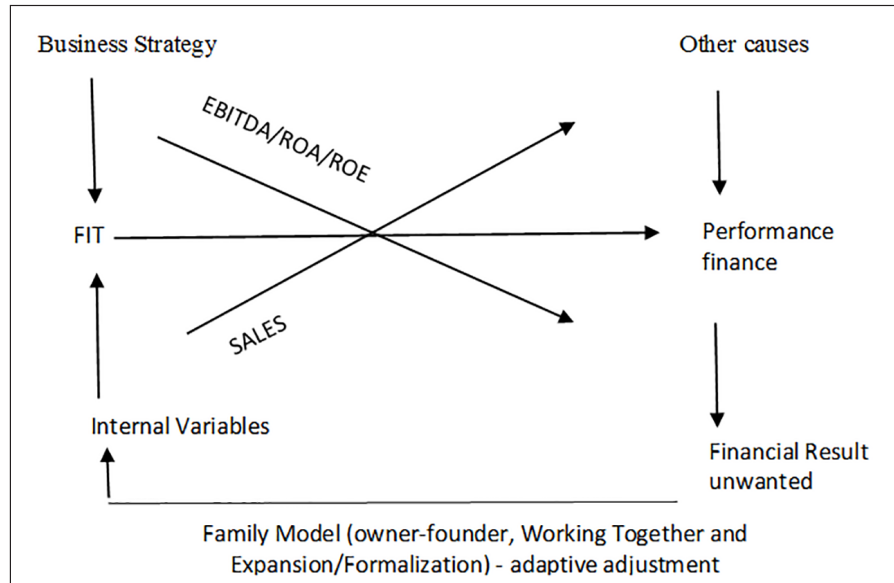 Business Strategy
Other causes
EBITDA/ROA/ROE
FIT
Performance
finance
SALES
Internal Variables
Financial Result
unwanted
Family Model (owner-founder, Working Together and
Expansion/Formalization) - adaptive adjustment